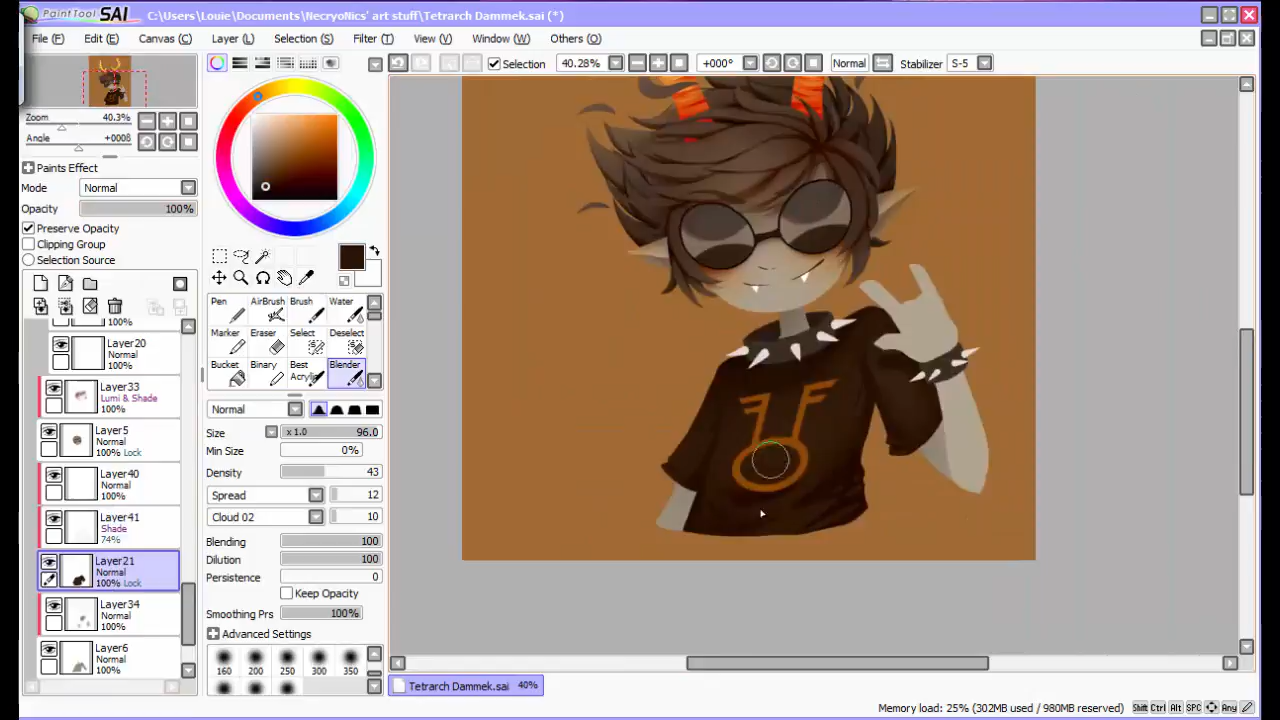 PaintTool SAI C:\Users\Louie\Documents\NecryoNics' art stuff\Tetrarch Dammek.sai (*)
File (F) Edit (E) Canvas (C) Layer (L) Selection (S) Filter (T) View (V) Window (W) Others (O)
Selection 40.28% +000° Normal Stabilizer S-5
Zoom 40.3%
Angle +000θ
Paints Effect
Mode Normal
Opacity 100%
Preserve Opacity
Clipping Group
Selection Source
100%
Layer20
Normal
100%
Layer33
Lumi & Shade
100%
Layer5
Normal
100% Lock
Layer40
Normal
100%
Layer41
Shade
74%
Layer21
Normal
100% Lock
Layer34
Normal
100%
Layer6
Normal
100%
Pen AirBrush Brush Water
Marker Eraser Select Deselect
Bucket Binary Best Acrylic Blender
Normal
Size x 1.0 96.0
Min Size 0%
Density 43
Spread 12
Cloud 02 10
Blending 100
Dilution 100
Persistence 0
Keep Opacity
Smoothing Prs 100%
Advanced Settings
160 200 250 300 350
Tetrarch Dammek.sai 40%
Memory load: 25% (302MB used / 980MB reserved) Shift Ctrl Alt SPC Any